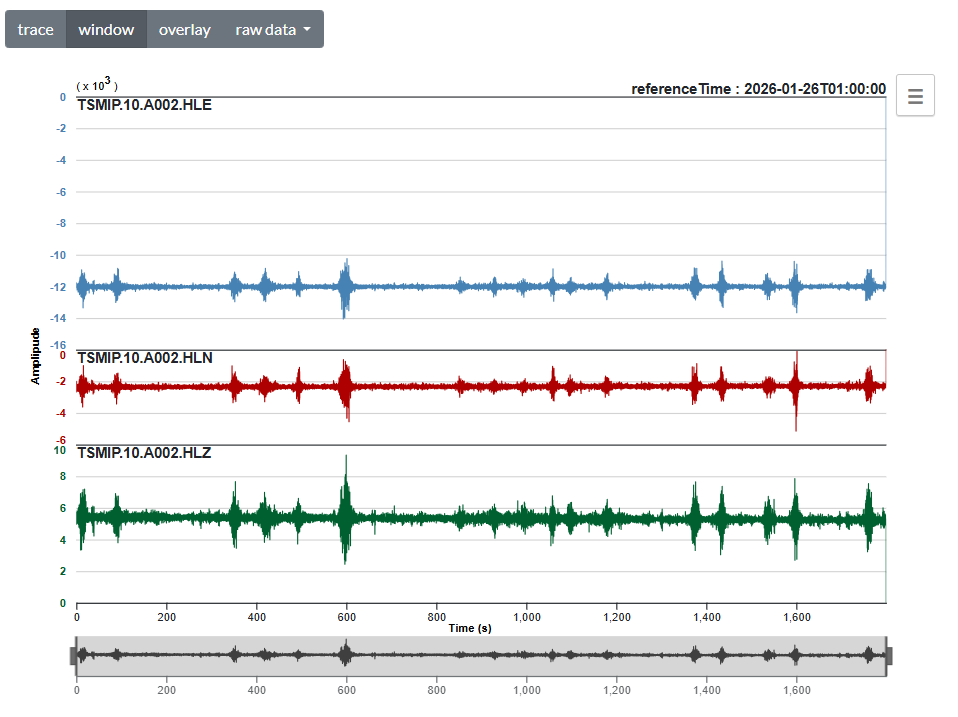 trace window overlay raw data
( x 10³ )
referenceTime : 2026-01-26T01:00:00
0
TSMIP.10.A002.HLE
-2
-4
-6
-8
-10
-12
-14
-16
Amplipude
0
TSMIP.10.A002.HLN
-2
-4
-6
10
TSMIP.10.A002.HLZ
8
6
4
2
0
0 200 400 600 800 1,000 1,200 1,400 1,600
Time (s)
0 200 400 600 800 1,000 1,200 1,400 1,600